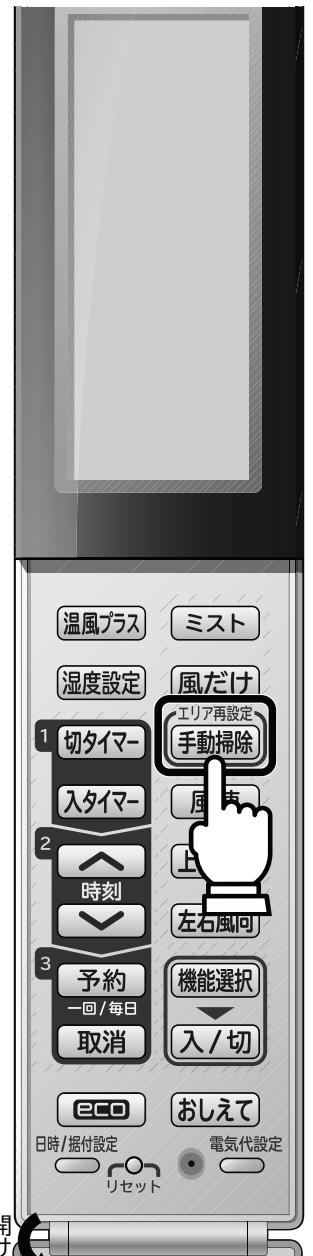 温風プラス ミスト
湿度設定 風だけ
エリア再設定
1 切タイマー 手動掃除
入タイマー 風
2
時刻 上
左右風向
3 予約 機能選択
一回/毎日
取消 入/切
eco おしえて
日時/据付設定 電気代設定
リセット
開
け